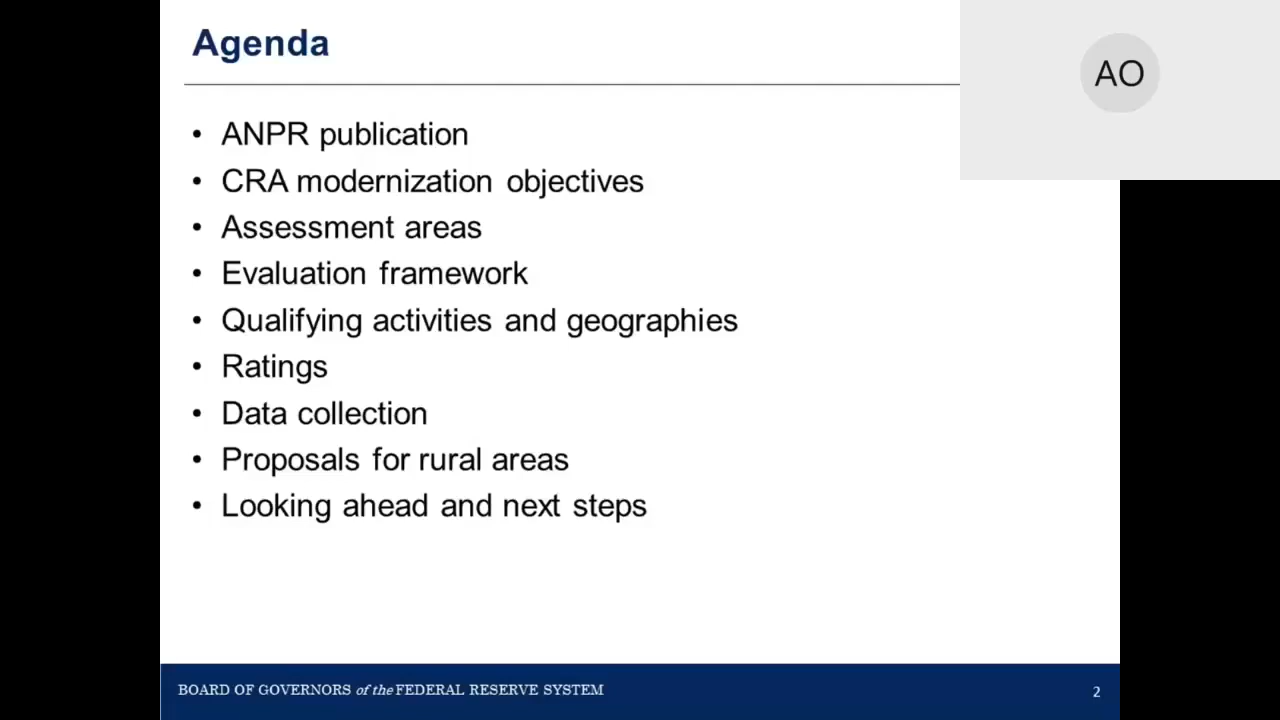 Agenda
AO
• ANPR publication
• CRA modernization objectives
• Assessment areas
• Evaluation framework
• Qualifying activities and geographies
• Ratings
• Data collection
• Proposals for rural areas
• Looking ahead and next steps
BOARD OF GOVERNORS of the FEDERAL RESERVE SYSTEM
2